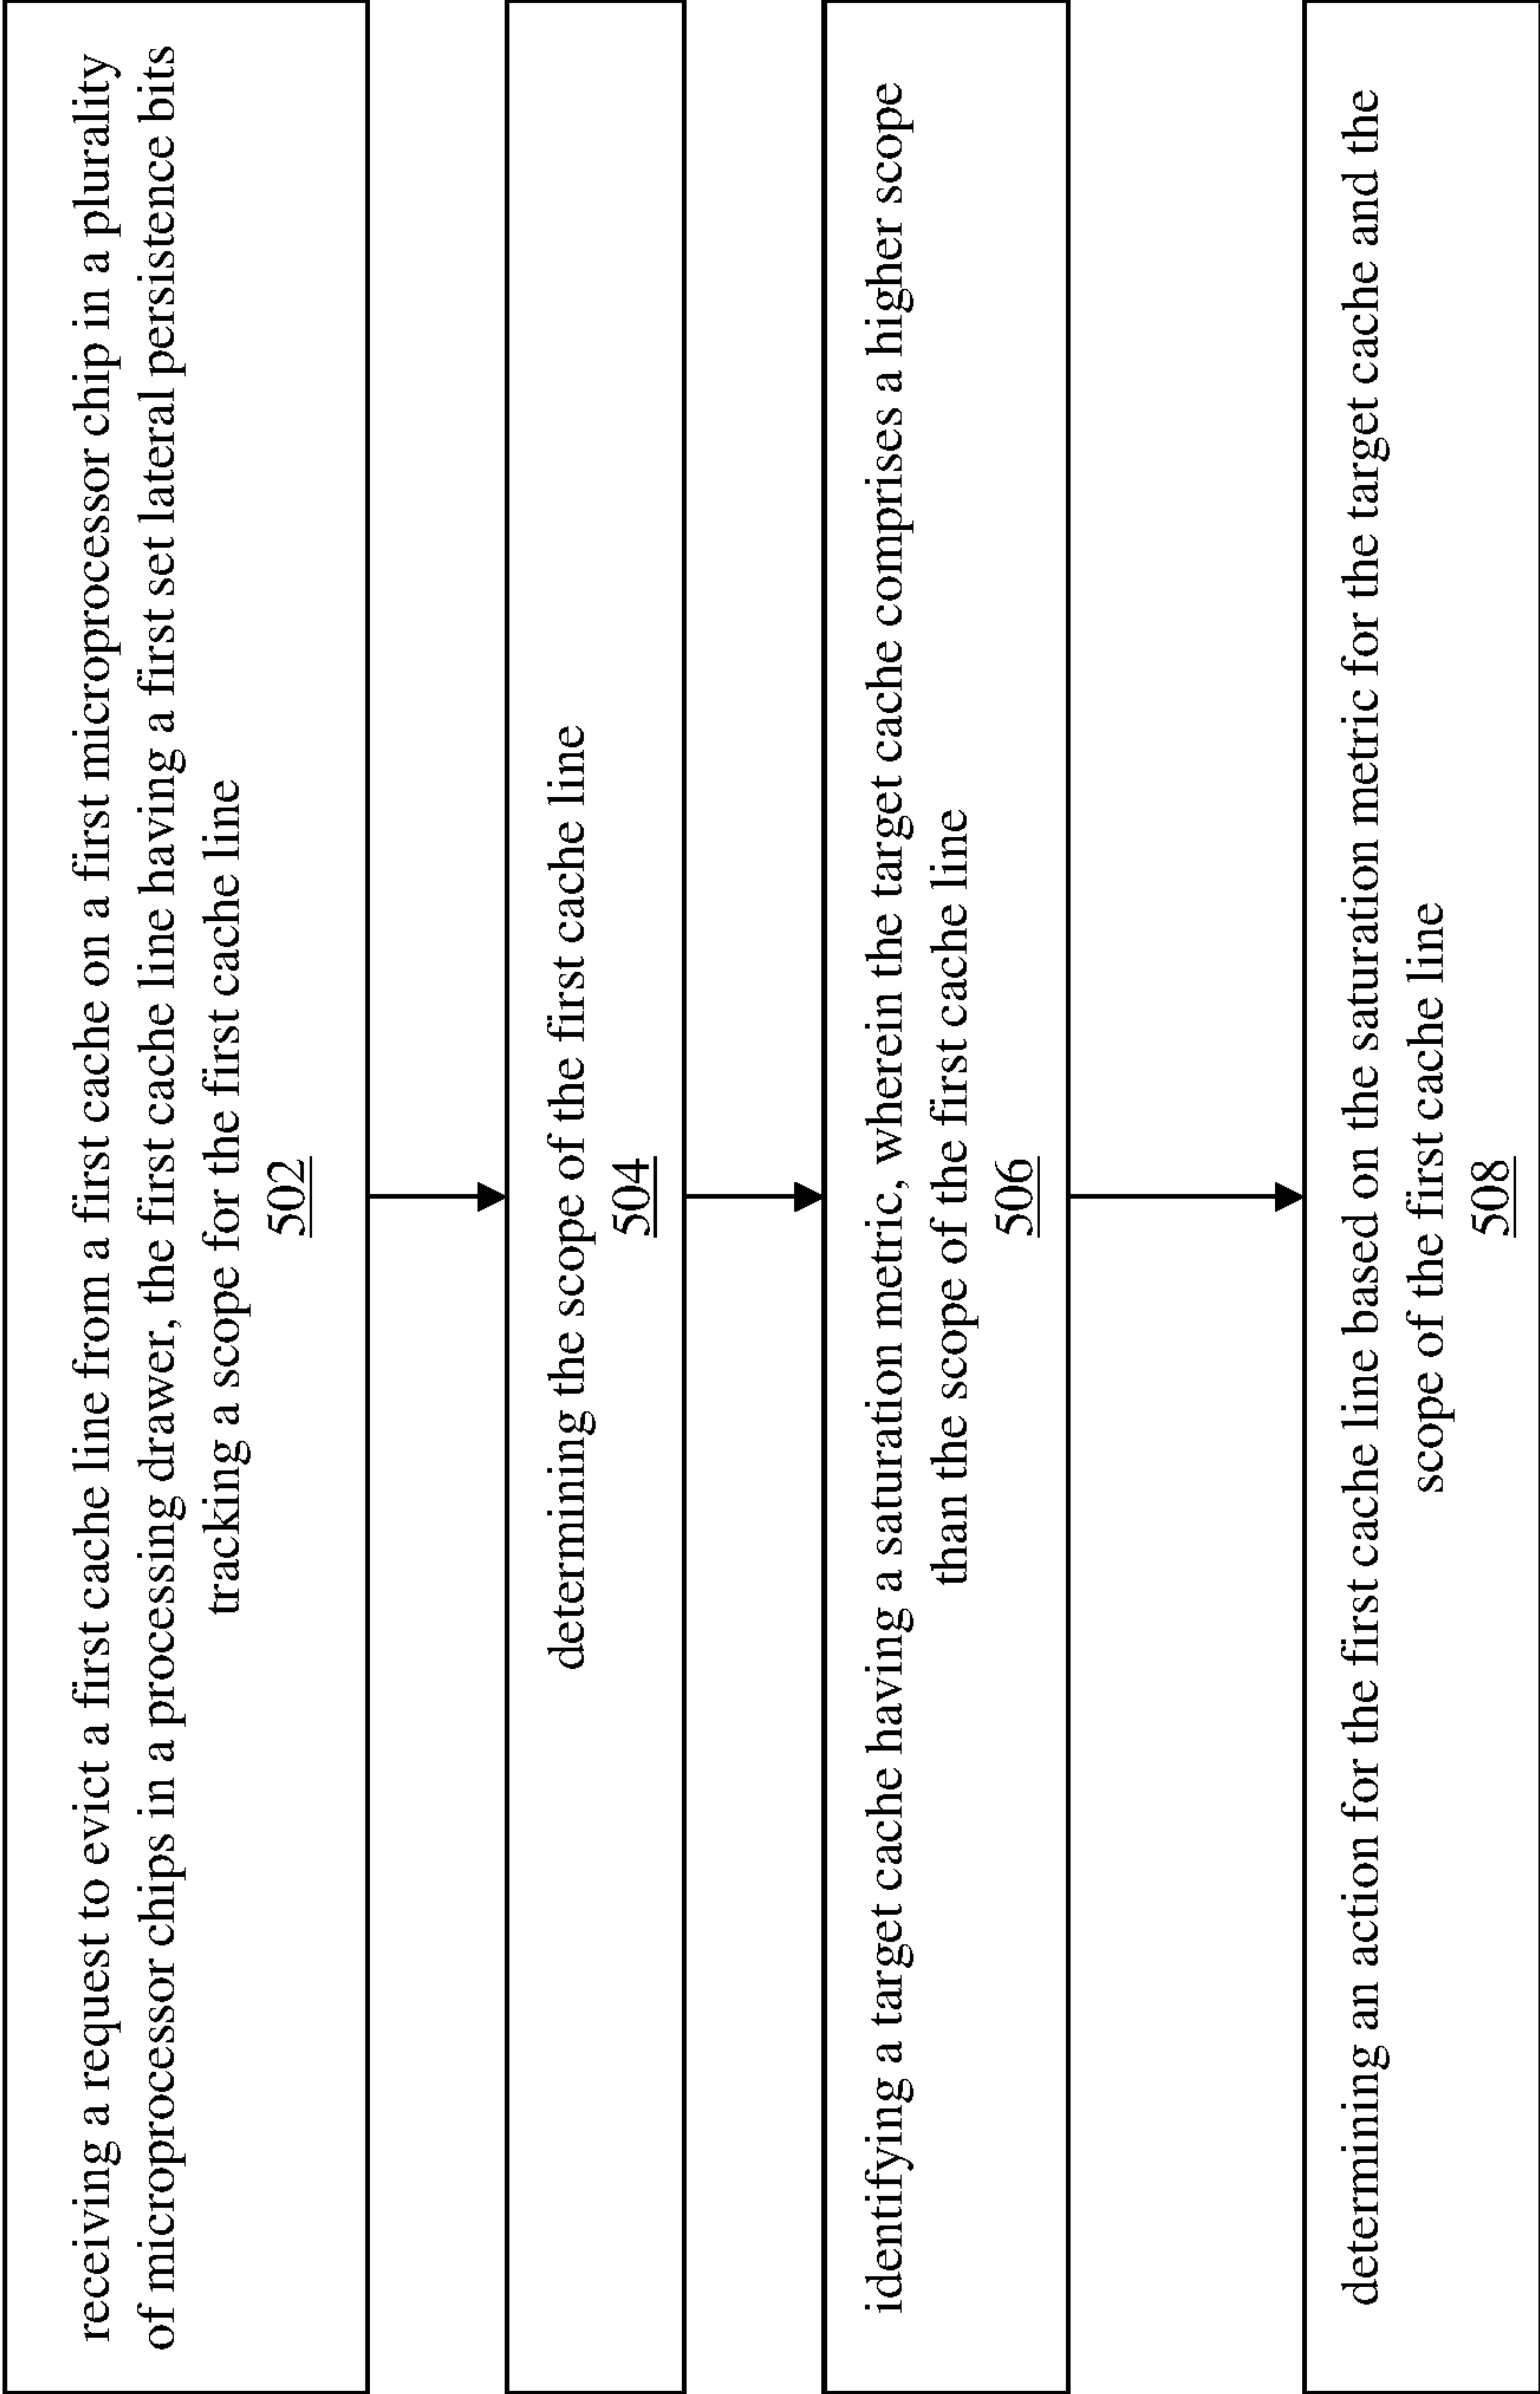 receiving a request to evict a first cache line from a first cache on a first microprocessor chip in a plurality
of microprocessor chips in a processing drawer, the first cache line having a first set lateral persistence bits
tracking a scope for the first cache line
502
determining the scope of the first cache line
504
identifying a target cache having a saturation metric, wherein the target cache comprises a higher scope
than the scope of the first cache line
506
determining an action for the first cache line based on the saturation metric for the target cache and the
scope of the first cache line
508